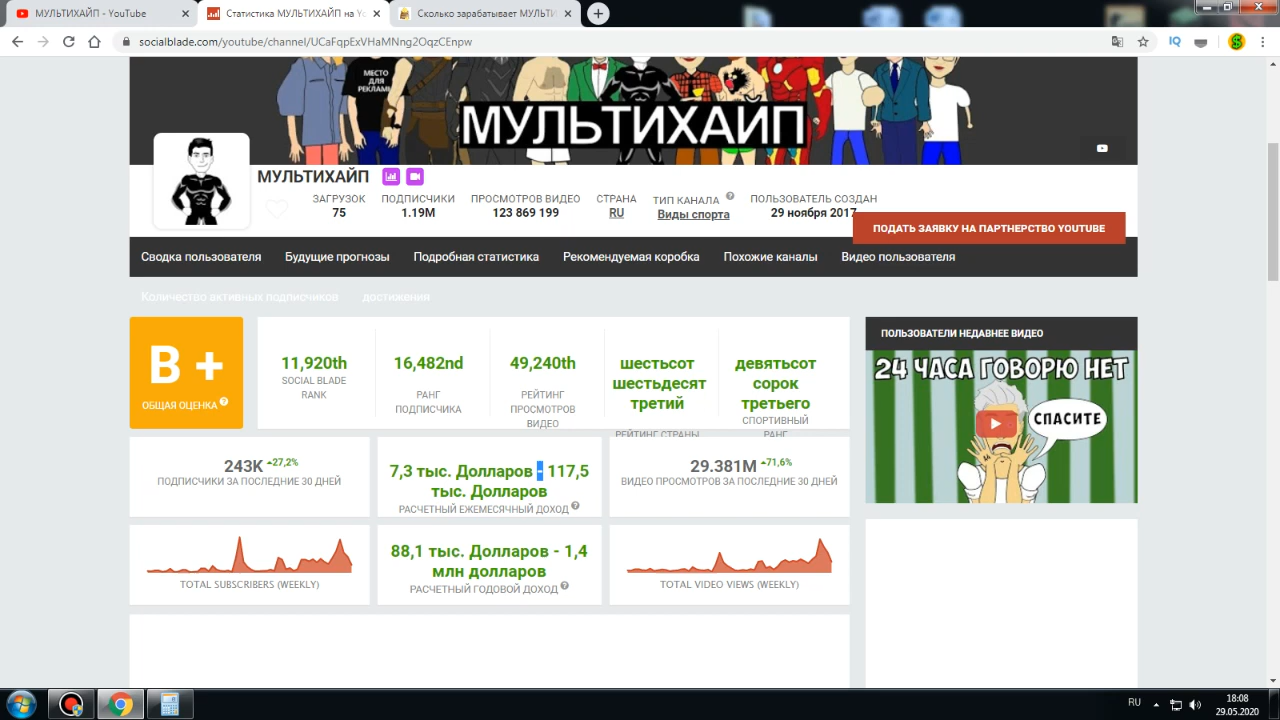 МУЛЬТИХАЙП - YouTube
Статистика МУЛЬТИХАЙП на Yo
Сколько зарабатывает МУЛЬТИ
socialblade.com/youtube/channel/UCaFqpExVHaMNng2OqzCEnpw
IQ
МЕСТО
ДЛЯ
РЕКЛАМЫ
МУЛЬТИХАЙП
МУЛЬТИХАЙП
ЗАГРУЗОК
ПОДПИСЧИКИ
ПРОСМОТРОВ ВИДЕО
СТРАНА
ТИП КАНАЛА
ПОЛЬЗОВАТЕЛЬ СОЗДАН
75
1.19M
123 869 199
RU
Виды спорта
29 ноября 2017
ПОДАТЬ ЗАЯВКУ НА ПАРТНЕРСТВО YOUTUBE
Сводка пользователя
Будущие прогнозы
Подробная статистика
Рекомендуемая коробка
Похожие каналы
Видео пользователя
Количество активных подписчиков
достижения
B +
ОБЩАЯ ОЦЕНКА
11,920th
SOCIAL BLADE
RANK
16,482nd
РАНГ
ПОДПИСЧИКА
49,240th
РЕЙТИНГ
ПРОСМОТРОВ
ВИДЕО
шестьсот
шестьдесят
третий
РЕЙТИНГ СТРАНЫ
девятьсот
сорок
третьего
СПОРТИВНЫЙ
РАНГ
ПОЛЬЗОВАТЕЛИ НЕДАВНЕЕ ВИДЕО
24 ЧАСА ГОВОРЮ НЕТ
СПАСИТЕ
243K 27,2%
ПОДПИСЧИКИ ЗА ПОСЛЕДНИЕ 30 ДНЕЙ
7,3 тыс. Долларов - 117,5
тыс. Долларов
РАСЧЕТНЫЙ ЕЖЕМЕСЯЧНЫЙ ДОХОД
29.381M 71,6%
ВИДЕО ПРОСМОТРОВ ЗА ПОСЛЕДНИЕ 30 ДНЕЙ
TOTAL SUBSCRIBERS (WEEKLY)
88,1 тыс. Долларов - 1,4
млн долларов
РАСЧЕТНЫЙ ГОДОВОЙ ДОХОД
TOTAL VIDEO VIEWS (WEEKLY)
RU
18:08
29.05.2020